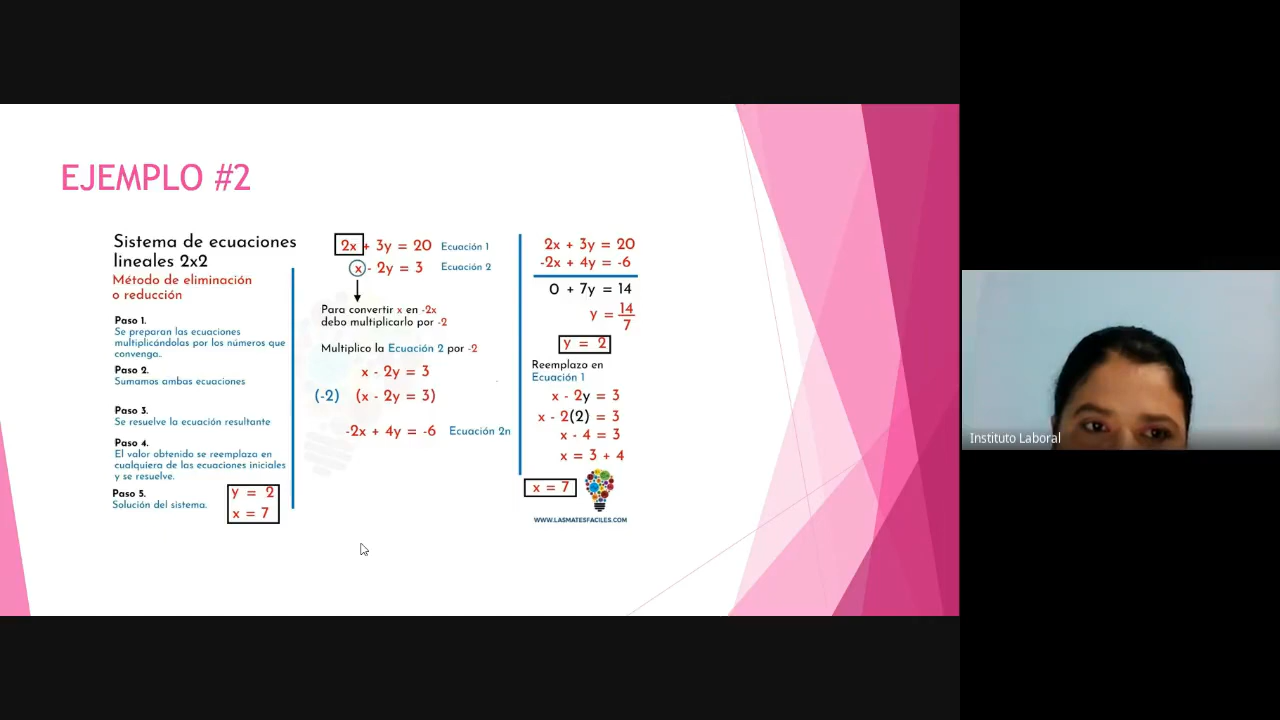 EJEMPLO #2
Sistema de ecuaciones
lineales 2x2
Método de eliminación
o reducción
Paso 1.
Se preparan las ecuaciones
multiplicándolas por los números que
convenga..
Paso 2.
Sumamos ambas ecuaciones
Paso 3.
Se resuelve la ecuación resultante
Paso 4.
El valor obtenido se reemplaza en
cualquiera de las ecuaciones iniciales
y se resuelve.
Paso 5.
Solución del sistema.
y = 2
x = 7
2x + 3y = 20 Ecuación 1
x - 2y = 3 Ecuación 2
Para convertir x en -2x
debo multiplicarlo por -2
Multiplico la Ecuación 2 por -2
x - 2y = 3
(-2) (x - 2y = 3)
-2x + 4y = -6 Ecuación 2n
2x + 3y = 20
-2x + 4y = -6
0 + 7y = 14
y = 14/7
y = 2
Reemplazo en
Ecuación 1
x - 2y = 3
x - 2(2) = 3
x - 4 = 3
x = 3 + 4
x = 7
WWW.LASMATESFACILES.COM
Instituto Laboral